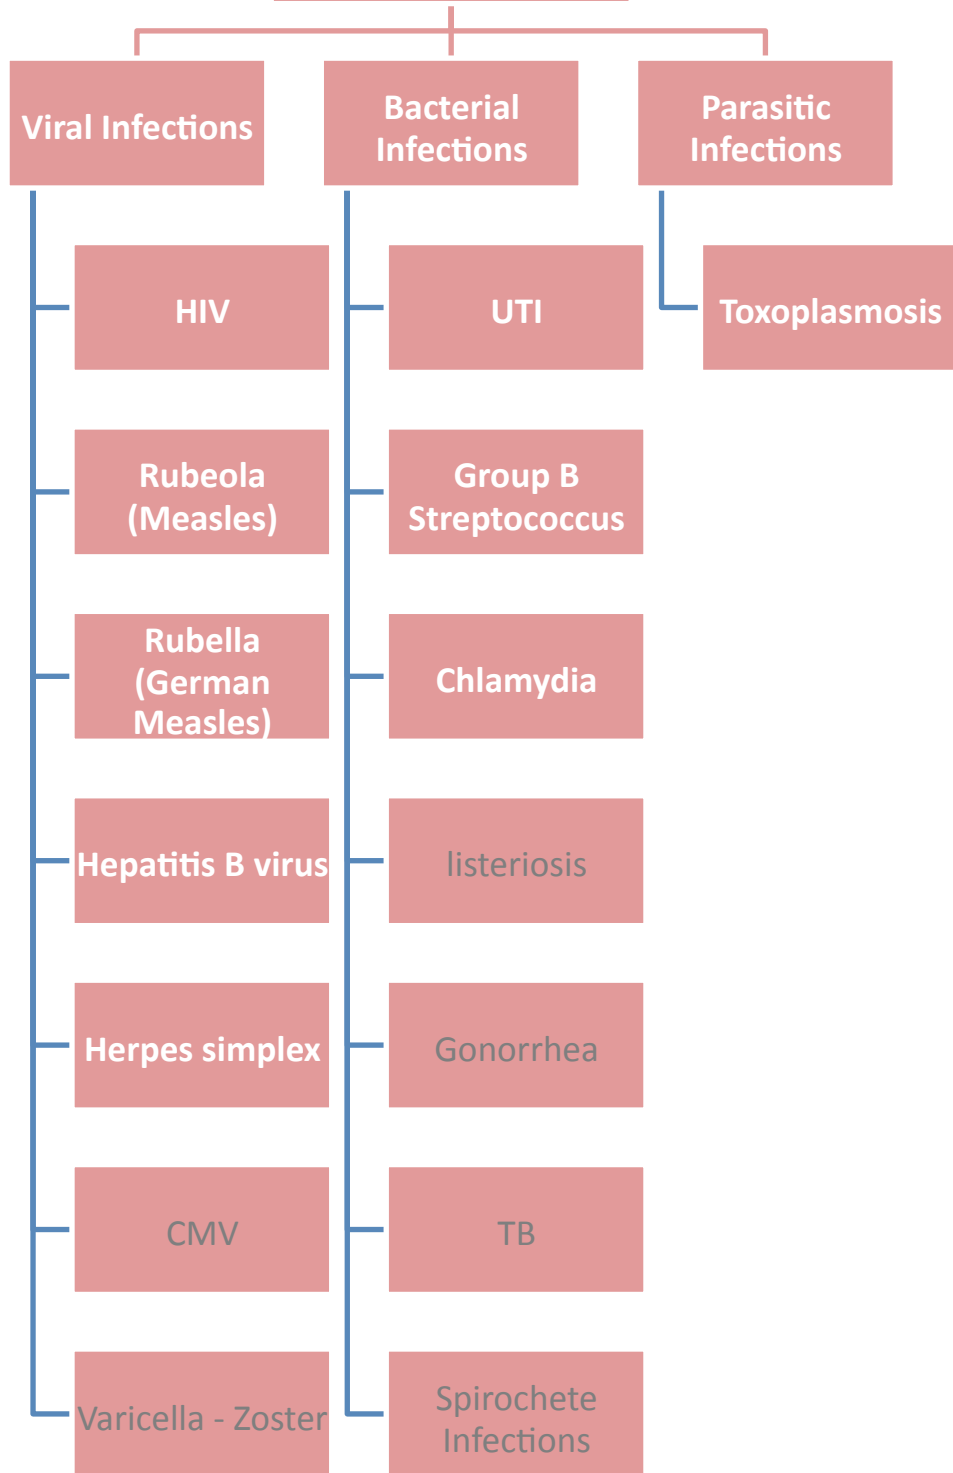 Viral Infections
HIV
Rubeola
(Measles)
Rubella
(German
Measles)
Hepatitis B virus
Herpes simplex
CMV
Varicella - Zoster
Bacterial
Infections
UTI
Group B
Streptococcus
Chlamydia
listeriosis
Gonorrhea
TB
Spirochete
Infections
Parasitic
Infections
Toxoplasmosis